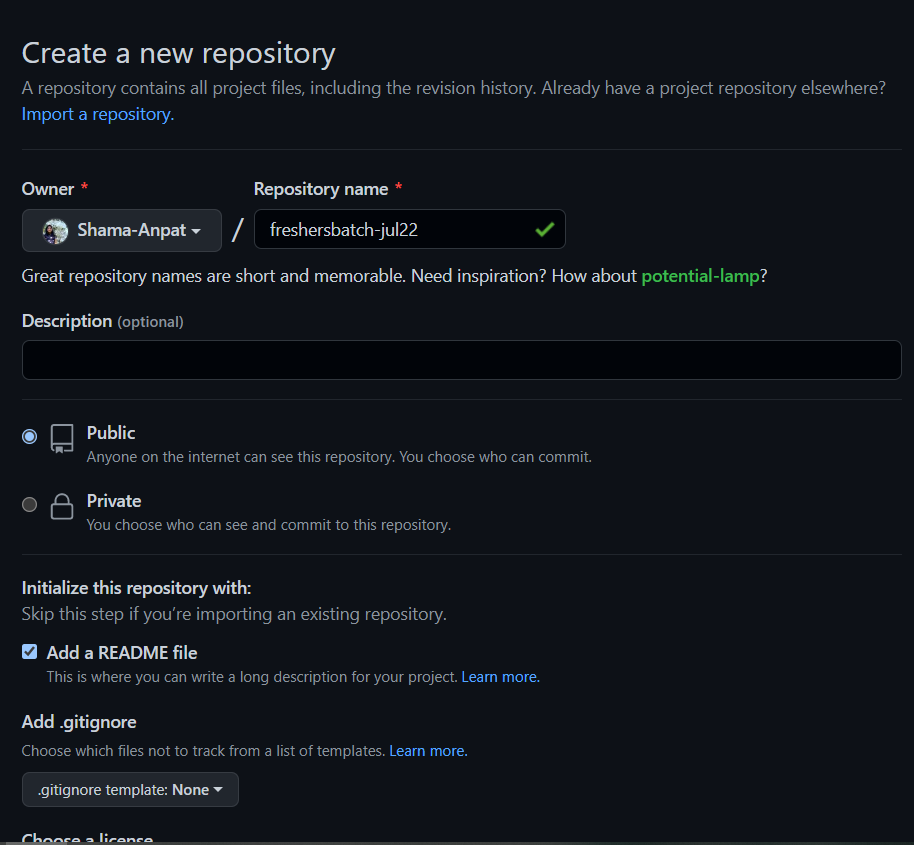 Create a new repository
A repository contains all project files, including the revision history. Already have a project repository elsewhere?
Import a repository.
Owner * Repository name *
Shama-Anpat / freshersbatch-jul22
Great repository names are short and memorable. Need inspiration? How about potential-lamp?
Description (optional)
Public
Anyone on the internet can see this repository. You choose who can commit.
Private
You choose who can see and commit to this repository.
Initialize this repository with:
Skip this step if you’re importing an existing repository.
Add a README file
This is where you can write a long description for your project. Learn more.
Add .gitignore
Choose which files not to track from a list of templates. Learn more.
.gitignore template: None
Choose a license